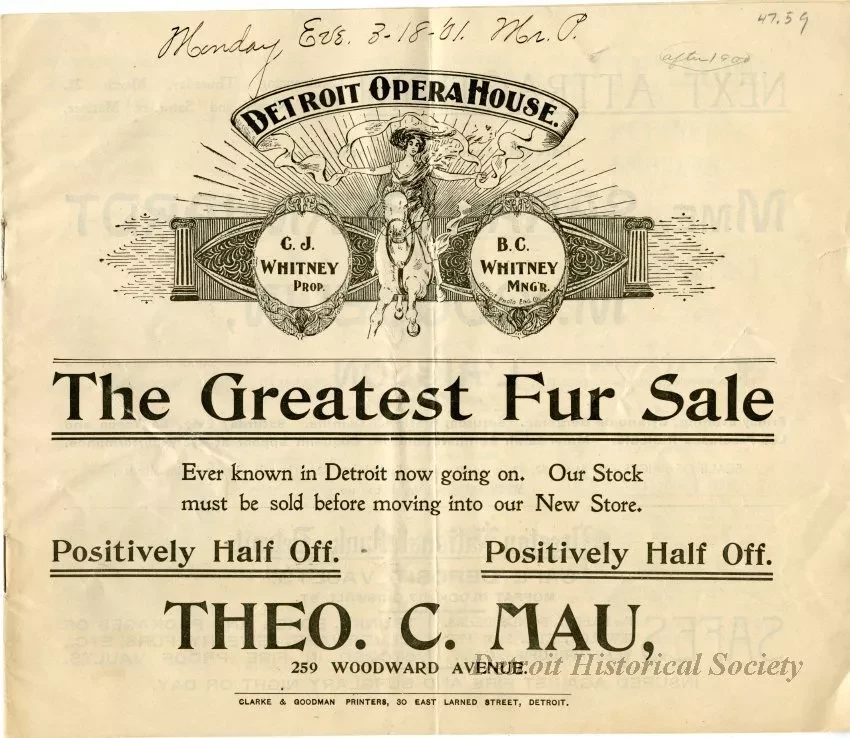 Monday, Eve. 3-18-'01. Mr. P.
47.59
after 1900
DETROIT OPERA HOUSE.
C. J.
WHITNEY
PROP.
B. C.
WHITNEY
MNG'R.
The Greatest Fur Sale
Ever known in Detroit now going on. Our Stock
must be sold before moving into our New Store.
Positively Half Off. Positively Half Off.
THEO. C. MAU,
259 WOODWARD AVENUE.
Detroit Historical Society
CLARKE & GOODMAN PRINTERS, 30 EAST LARNED STREET, DETROIT.